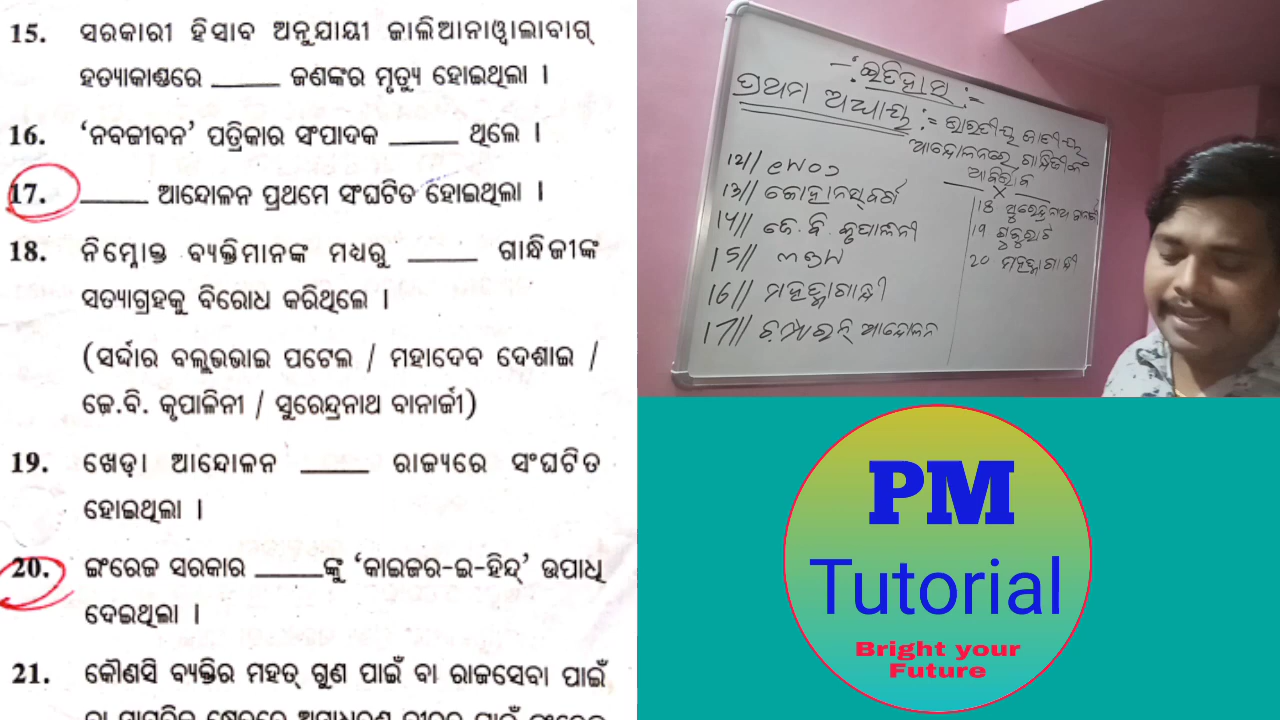 15. ସରକାରୀ ହିସାବ ଅନୁଯାୟୀ ଜାଲିଆନାୱାଲାବାଗ୍
ହତ୍ୟାକାଣ୍ଡରେ _____ ଜଣଙ୍କର ମୃତ୍ୟୁ ହୋଇଥିଲା ।
16. ‘ନବଜୀବନ’ ପତ୍ରିକାର ସଂପାଦକ _____ ଥିଲେ ।
17. _____ ଆନ୍ଦୋଳନ ପ୍ରଥମେ ସଂଘଟିତ ହୋଇଥିଲା ।
18. ନିମ୍ନୋକ୍ତ ବ୍ୟକ୍ତିମାନଙ୍କ ମଧ୍ୟରୁ _____ ଗାନ୍ଧିଜୀଙ୍କ
ସତ୍ୟାଗ୍ରହକୁ ବିରୋଧ କରିଥିଲେ ।
(ସର୍ଦ୍ଦାର ବଲ୍ଲଭଭାଇ ପଟେଲ / ମହାଦେବ ଦେଶାଇ /
ଜେ.ବି. କୃପାଳିନୀ / ସୁରେନ୍ଦ୍ରନାଥ ବାନାର୍ଜୀ)
19. ଖେଡ଼ା ଆନ୍ଦୋଳନ _____ ରାଜ୍ୟରେ ସଂଘଟିତ
ହୋଇଥିଲା ।
20. ଇଂରେଜ ସରକାର _____ଙ୍କୁ ‘କାଇଜର-ଇ-ହିନ୍ଦ୍’ ଉପାଧି
ଦେଇଥିଲା ।
21. କୌଣସି ବ୍ୟକ୍ତିର ମହତ୍ ଗୁଣ ପାଇଁ ବା ରାଜସେବା ପାଇଁ
-: ଇତିହାସ :-
ପ୍ରଥମ ଅଧ୍ୟାୟ := ଭାରତୀୟ ଜାତୀୟ
ଆନ୍ଦୋଳନରେ ଗାନ୍ଧିଜୀଙ୍କ
ଆବିର୍ଭାବ
12// ୧୯୦୨
13// ଜୋହାନସ୍‌ବର୍ଗ
14// ଜେ. ବି. କୃପାଳିନୀ
15// ୩୭୯
16// ମହାତ୍ମାଗାନ୍ଧୀ
17// ଚମ୍ପାରନ୍ ଆନ୍ଦୋଳନ
18 ସୁରେନ୍ଦ୍ରନାଥ ବାନାର୍ଜୀ
19 ଗୁଜୁରାଟ
20 ମହାତ୍ମାଗାନ୍ଧୀ
PM
Tutorial
Bright your
Future